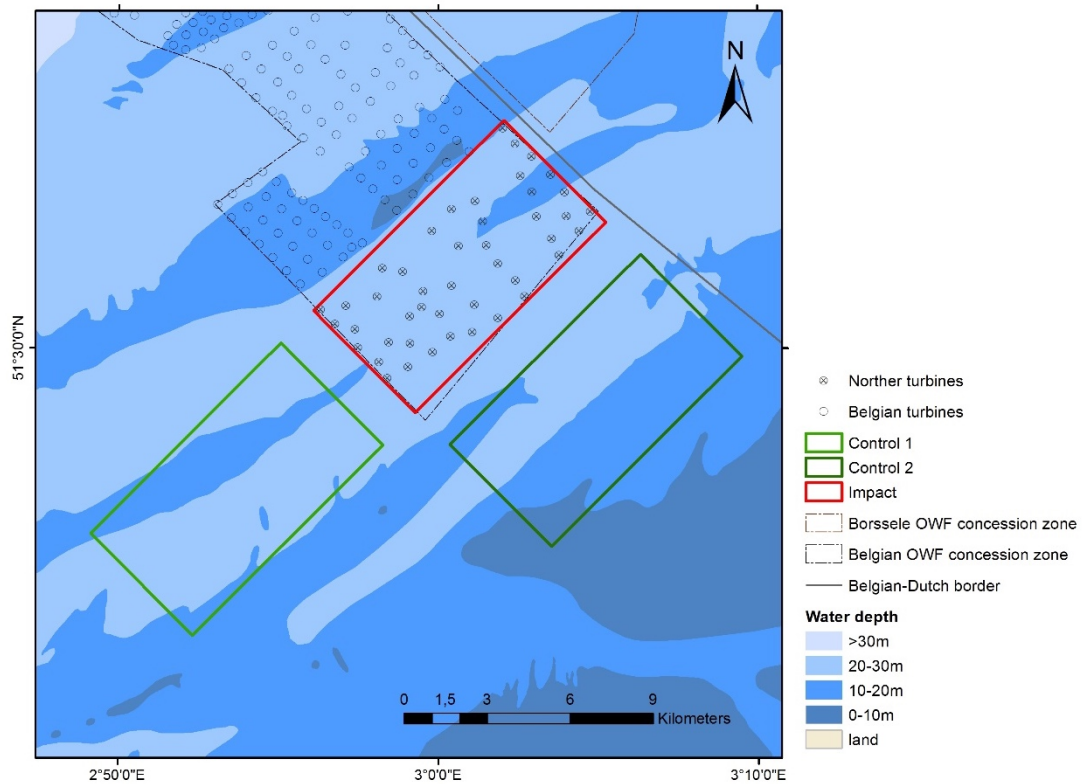 N
51°30'0"N
0 1,5 3 6 9
Kilometers
2°50'0"E 3°0'0"E 3°10'0"E
Norther turbines
Belgian turbines
Control 1
Control 2
Impact
Borssele OWF concession zone
Belgian OWF concession zone
Belgian-Dutch border
Water depth
>30m
20-30m
10-20m
0-10m
land